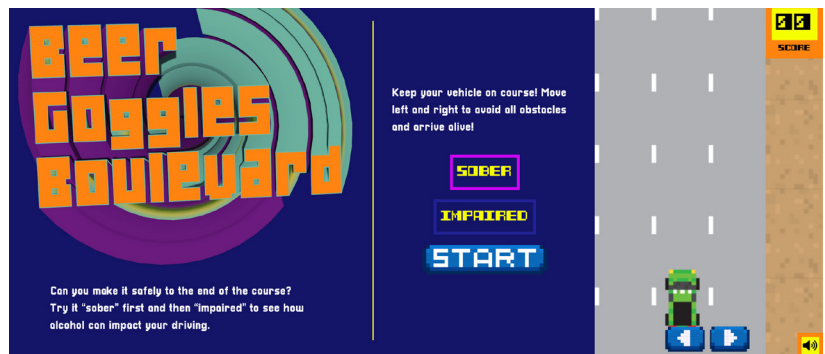 Beer
Goggles
Boulevard
Can you make it safely to the end of the course?
Try it “sober” first and then “impaired” to see how
alcohol can impact your driving.
Keep your vehicle on course! Move
left and right to avoid all obstacles
and arrive alive!
SOBER
IMPAIRED
START
00
SCORE